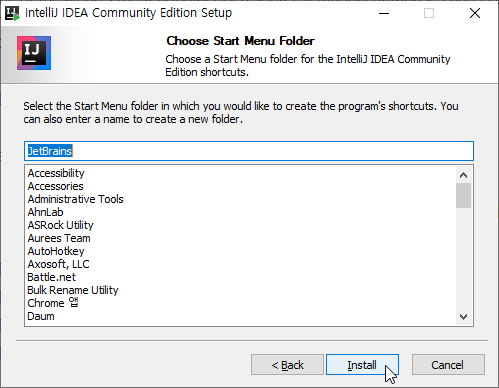 IntelliJ IDEA Community Edition Setup
IJ
Choose Start Menu Folder
Choose a Start Menu folder for the IntelliJ IDEA Community
Edition shortcuts.
Select the Start Menu folder in which you would like to create the program's shortcuts. You
can also enter a name to create a new folder.
JetBrains
Accessibility
Accessories
Administrative Tools
AhnLab
ASRock Utility
Aurees Team
AutoHotkey
Axosoft, LLC
Battle.net
Bulk Rename Utility
Chrome 앱
Daum
< Back
Install
Cancel